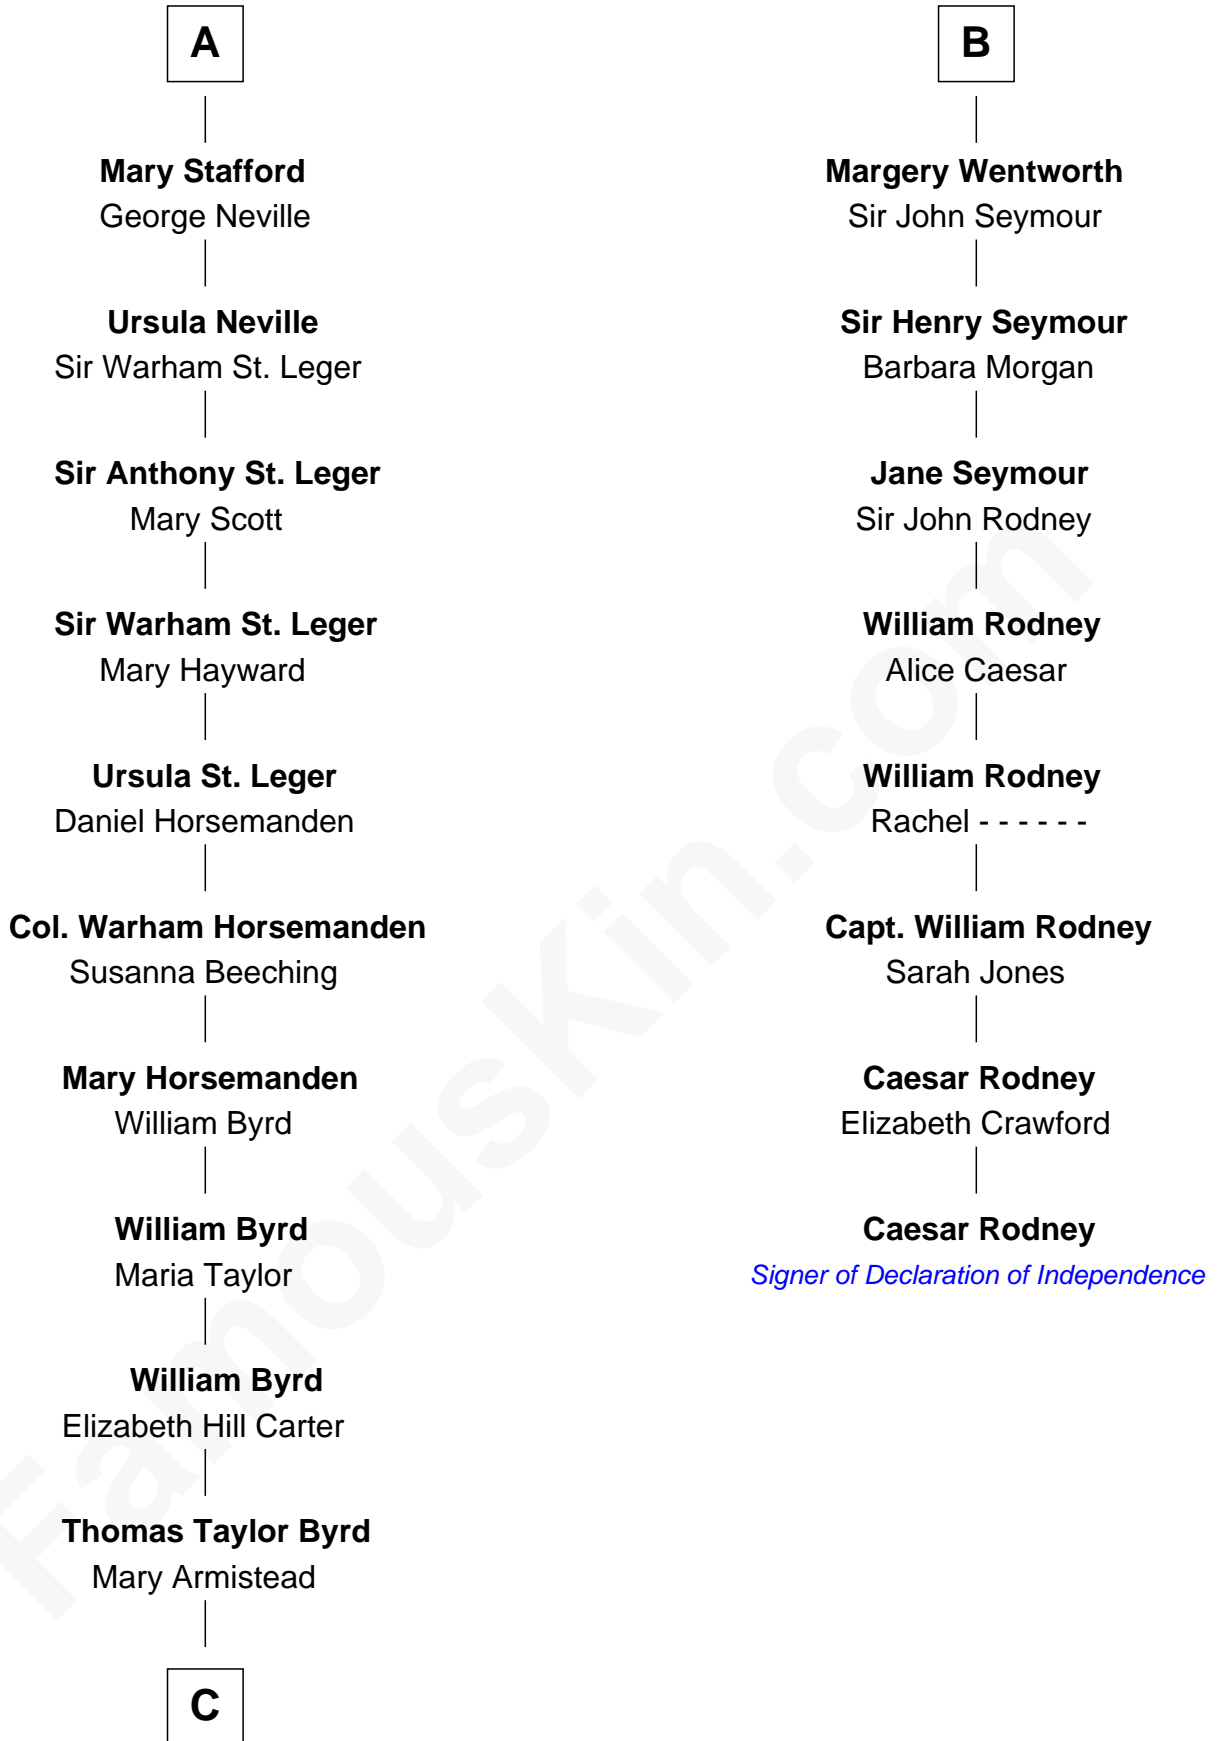 A
Mary Stafford
George Neville
Ursula Neville
Sir Warham St. Leger
Sir Anthony St. Leger
Mary Scott
Sir Warham St. Leger
Mary Hayward
Ursula St. Leger
Daniel Horsemanden
Col. Warham Horsemanden
Susanna Beeching
Mary Horsemanden
William Byrd
William Byrd
Maria Taylor
William Byrd
Elizabeth Hill Carter
Thomas Taylor Byrd
Mary Armistead
C
B
Margery Wentworth
Sir John Seymour
Sir Henry Seymour
Barbara Morgan
Jane Seymour
Sir John Rodney
William Rodney
Alice Caesar
William Rodney
Rachel - - - - - -
Capt. William Rodney
Sarah Jones
Caesar Rodney
Elizabeth Crawford
Caesar Rodney
Signer of Declaration of Independence
FamousKin.com